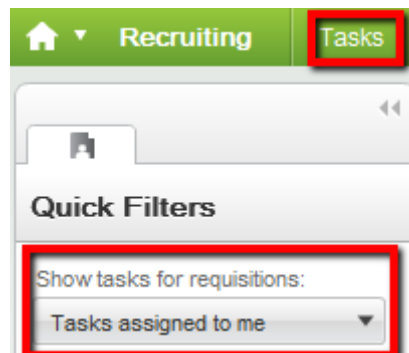 Recruiting Tasks
Quick Filters
Show tasks for requisitions:
Tasks assigned to me